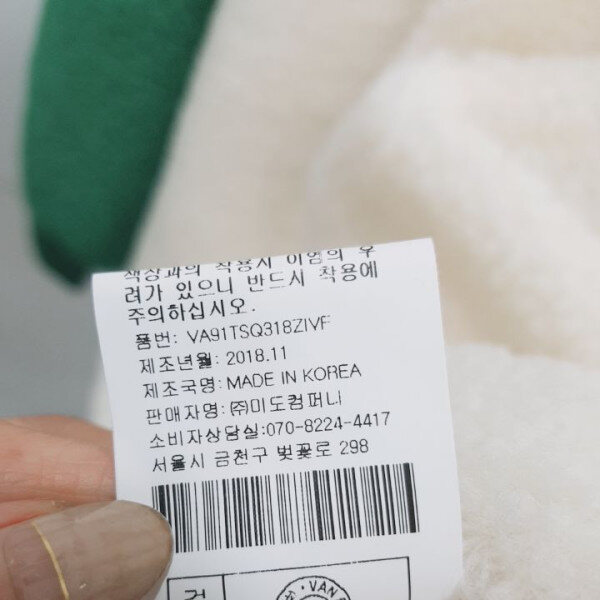 색상과의 착용시 이염의 우
려가 있으니 반드시 착용에
주의하십시오.
품번: VA91TSQ318ZIVF
제조년월: 2018.11
제조국명: MADE IN KOREA
판매자명: ㈜미도컴퍼니
소비자상담실:070-8224-4417
서울시 금천구 벚꽃로 298
VAN